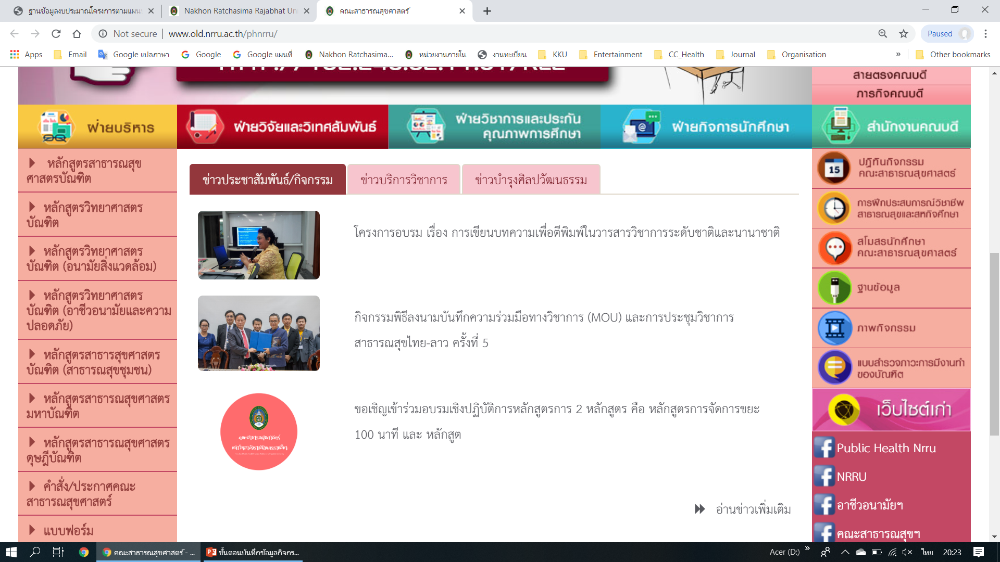 ฐานข้อมูลงบประมาณโครงการตามแผน
Nakhon Ratchasima Rajabhat Un
คณะสาธารณสุขศาสตร์
Not secure
www.old.nrru.ac.th/phnrru/
Paused
Apps
Email
Google แปลภาษา
Google
Google แผนที่
Nakhon Ratchasima...
หน่วยงานภายใน
งานทะเบียน
KKU
Entertainment
CC_Health
Journal
Organisation
»
Other bookmarks
สายตรงคณบดี
ภารกิจคณบดี
ฝ่ายบริหาร
ฝ่ายวิจัยและวิเทศสัมพันธ์
ฝ่ายวิชาการและประกัน
คุณภาพการศึกษา
ฝ่ายกิจการนักศึกษา
สำนักงานคณบดี
หลักสูตรสาธารณสุข
ศาสตรบัณฑิต
หลักสูตรวิทยาศาสตร
บัณฑิต
หลักสูตรวิทยาศาสตร
บัณฑิต (อนามัยสิ่งแวดล้อม)
หลักสูตรวิทยาศาสตร
บัณฑิต (อาชีวอนามัยและความ
ปลอดภัย)
หลักสูตรสาธารสุขศาสตร
บัณฑิต (สาธารณสุขชุมชน)
หลักสูตรสาธารณสุขศาสตร
มหาบัณฑิต
หลักสูตรสาธารณสุขศาสตร
ดุษฎีบัณฑิต
คำสั่ง/ประกาศคณะ
สาธารณสุขศาสตร์
แบบฟอร์ม
ข่าวประชาสัมพันธ์/กิจกรรม
ข่าวบริการวิชาการ
ข่าวบำรุงศิลปวัฒนธรรม
โครงการอบรม เรื่อง การเขียนบทความเพื่อตีพิมพ์ในวารสารวิชาการระดับชาติและนานาชาติ
กิจกรรมพิธีลงนามบันทึกความร่วมมือทางวิชาการ (MOU) และการประชุมวิชาการ
สาธารณสุขไทย-ลาว ครั้งที่ 5
คณะสาธารณสุขศาสตร์
มหาวิทยาลัยราชภัฏนครราชสีมา
ขอเชิญเข้าร่วมอบรมเชิงปฏิบัติการหลักสูตรการ 2 หลักสูตร คือ หลักสูตรการจัดการขยะ
100 นาที และ หลักสูต
อ่านข่าวเพิ่มเติม
15
ปฏิทินกิจกรรม
คณะสาธารณสุขศาสตร์
การฝึกประสบการณ์วิชาชีพ
สาธารณสุขและสหกิจศึกษา
สโมสรนักศึกษา
คณะสาธารณสุขศาสตร์
ฐานข้อมูล
ภาพกิจกรรม
แบบสำรวจภาวะการมีงานทำ
ของบัณฑิต
เว็บไซต์เก่า
Public Health Nrru
NRRU
อาชีวอนามัยฯ
คณะสาธารณสุขฯ
คณะสาธารณสุขศาสตร์ - ...
ขั้นตอนบันทึกข้อมูลกิจกร...
Acer (D:)
»
ไทย
20:23